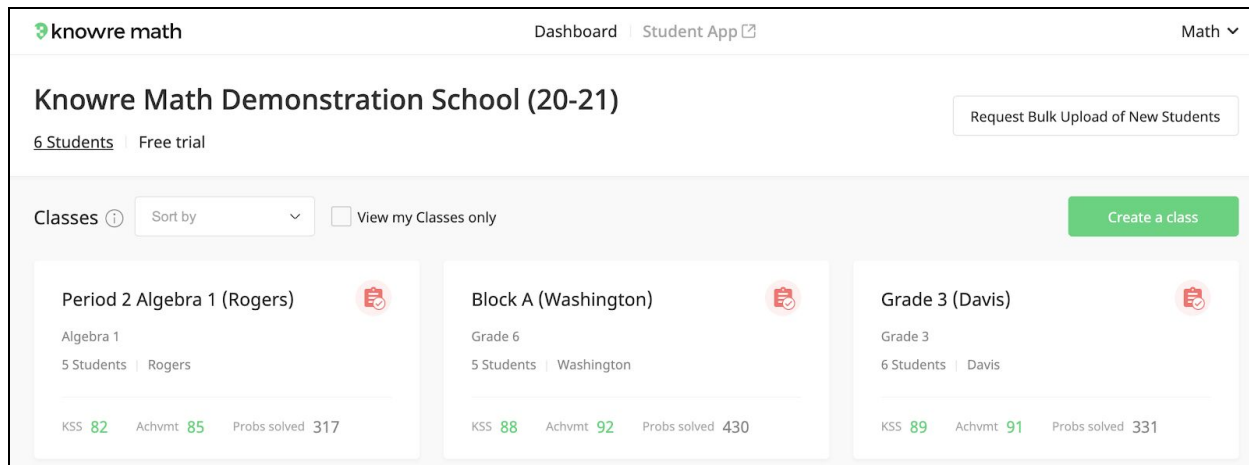 knowre math Dashboard Student App Math
Knowre Math Demonstration School (20-21)
Request Bulk Upload of New Students
6 Students Free trial
Classes Sort by View my Classes only Create a class
Period 2 Algebra 1 (Rogers)
Algebra 1
5 Students Rogers
KSS 82 Achvmt 85 Probs solved 317
Block A (Washington)
Grade 6
5 Students Washington
KSS 88 Achvmt 92 Probs solved 430
Grade 3 (Davis)
Grade 3
6 Students Davis
KSS 89 Achvmt 91 Probs solved 331